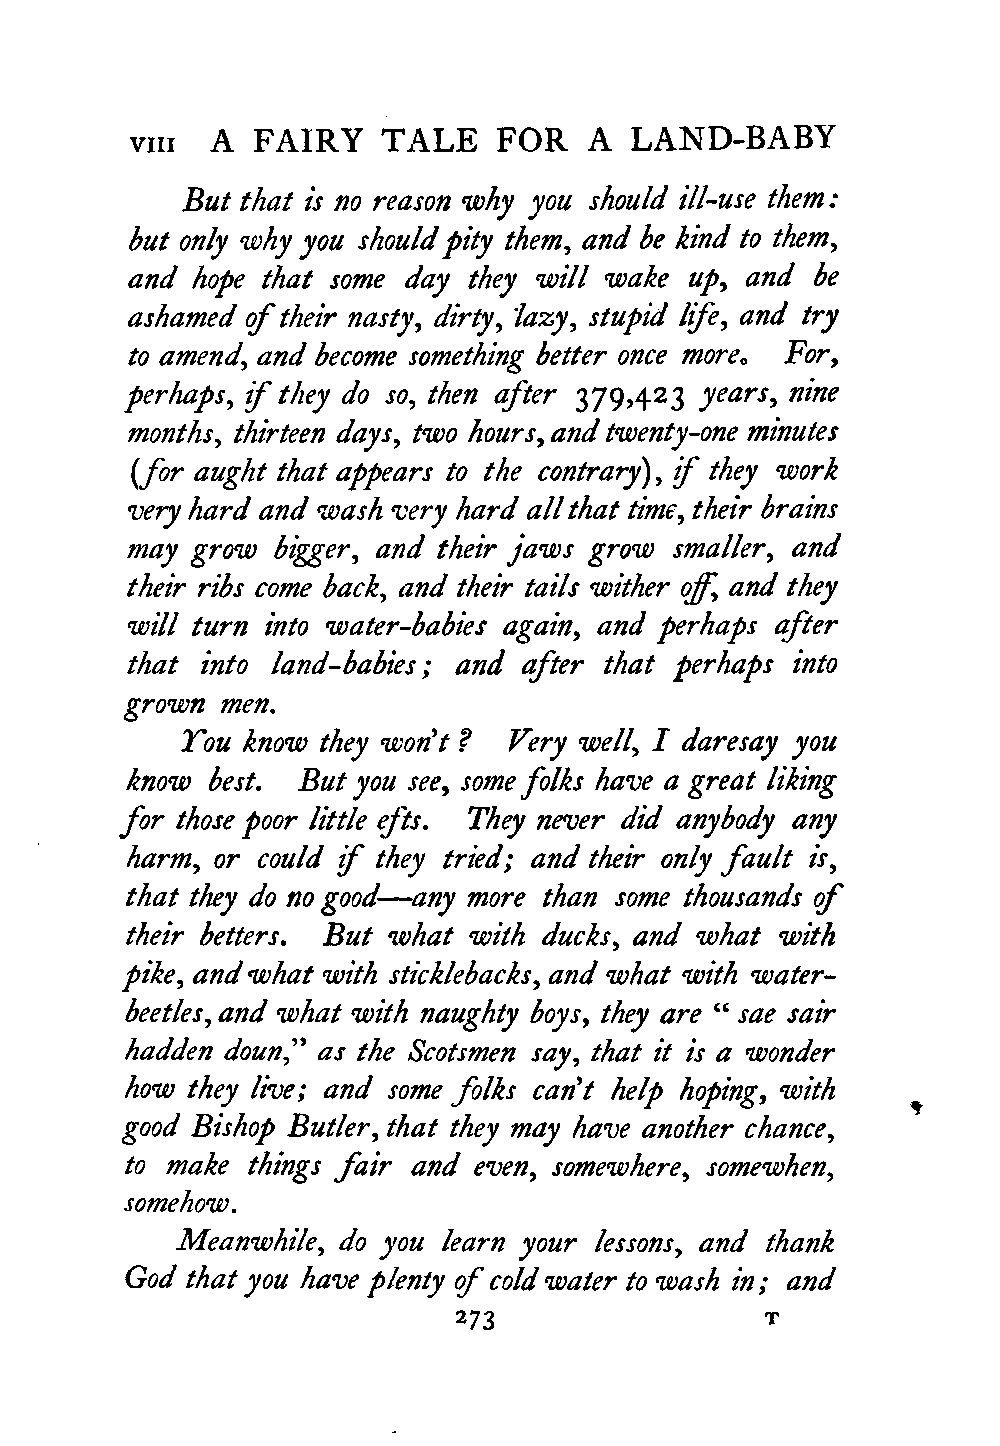 VIII A FAIRY TALE FOR A LAND-BABY
But that is no reason why you should ill-use them:
but only why you should pity them, and be kind to them,
and hope that some day they will wake up, and be
ashamed of their nasty, dirty, lazy, stupid life, and try
to amend, and become something better once more. For,
perhaps, if they do so, then after 379,423 years, nine
months, thirteen days, two hours, and twenty-one minutes
(for aught that appears to the contrary), if they work
very hard and wash very hard all that time, their brains
may grow bigger, and their jaws grow smaller, and
their ribs come back, and their tails wither off, and they
will turn into water-babies again, and perhaps after
that into land-babies; and after that perhaps into
grown men.
You know they won't? Very well, I daresay you
know best. But you see, some folks have a great liking
for those poor little efts. They never did anybody any
harm, or could if they tried; and their only fault is,
that they do no good—any more than some thousands of
their betters. But what with ducks, and what with
pike, and what with sticklebacks, and what with water-
beetles, and what with naughty boys, they are "sae sair
hadden doun," as the Scotsmen say, that it is a wonder
how they live; and some folks can't help hoping, with
good Bishop Butler, that they may have another chance,
to make things fair and even, somewhere, somewhen,
somehow.
Meanwhile, do you learn your lessons, and thank
God that you have plenty of cold water to wash in; and
273 T